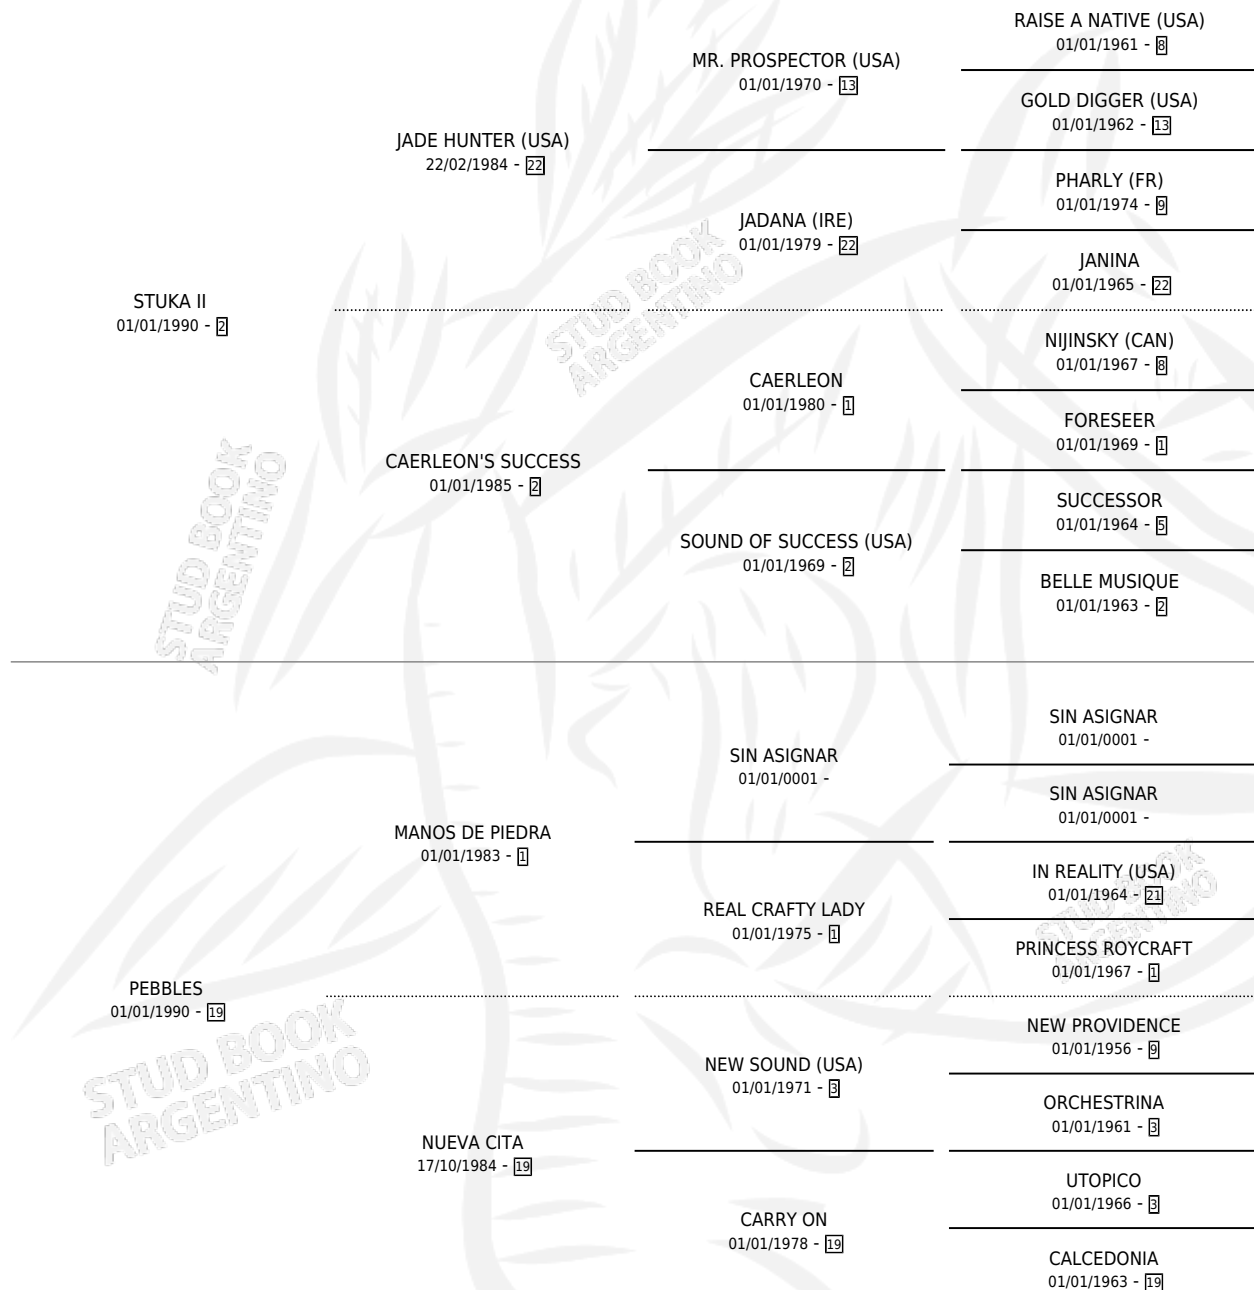 RAISE A NATIVE (USA)
01/01/1961 - 8
MR. PROSPECTOR (USA)
01/01/1970 - 13
GOLD DIGGER (USA)
01/01/1962 - 13
JADE HUNTER (USA)
22/02/1984 - 22
PHARLY (FR)
01/01/1974 - 9
JADANA (IRE)
01/01/1979 - 22
JANINA
01/01/1965 - 22
STUKA II
01/01/1990 - 2
NIJINSKY (CAN)
01/01/1967 - 8
CAERLEON
01/01/1980 - 1
FORESEER
01/01/1969 - 1
CAERLEON'S SUCCESS
01/01/1985 - 2
SUCCESSOR
01/01/1964 - 5
SOUND OF SUCCESS (USA)
01/01/1969 - 2
BELLE MUSIQUE
01/01/1963 - 2
SIN ASIGNAR
01/01/0001 -
SIN ASIGNAR
01/01/0001 -
SIN ASIGNAR
01/01/0001 -
MANOS DE PIEDRA
01/01/1983 - 1
IN REALITY (USA)
01/01/1964 - 21
REAL CRAFTY LADY
01/01/1975 - 1
PRINCESS ROYCRAFT
01/01/1967 - 1
PEBBLES
01/01/1990 - 19
NEW PROVIDENCE
01/01/1956 - 9
NEW SOUND (USA)
01/01/1971 - 3
ORCHESTRINA
01/01/1961 - 3
NUEVA CITA
17/10/1984 - 19
UTOPICO
01/01/1966 - 3
CARRY ON
01/01/1978 - 19
CALCEDONIA
01/01/1963 - 19
STUD BOOK
ARGENTINO
STUD BOOK
ARGENTINO
STUD BOOK
ARGENTINO
STUD BOOK
ARGENTINO